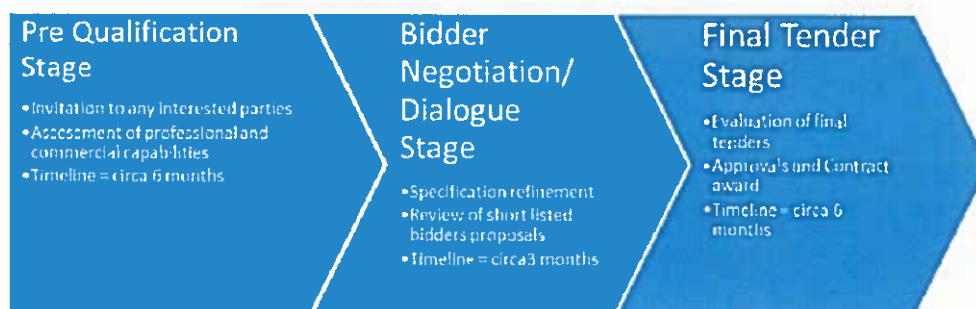 Pre Qualification
Stage
•Invitation to any interested parties
•Assessment of professional and
commercial capabilities
•Timeline = circa 6 months
Bidder
Negotiation/
Dialogue
Stage
•Specification refinement
•Review of short listed
bidders proposals
•Timeline = circa3 months
Final Tender
Stage
•Evaluation of final
tenders
•Approvals and Contract
award
•Timeline = circa 6
months